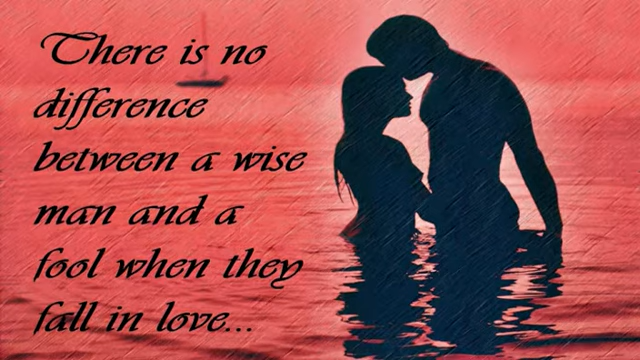 There is no
difference
between a wise
man and a
fool when they
fall in love...